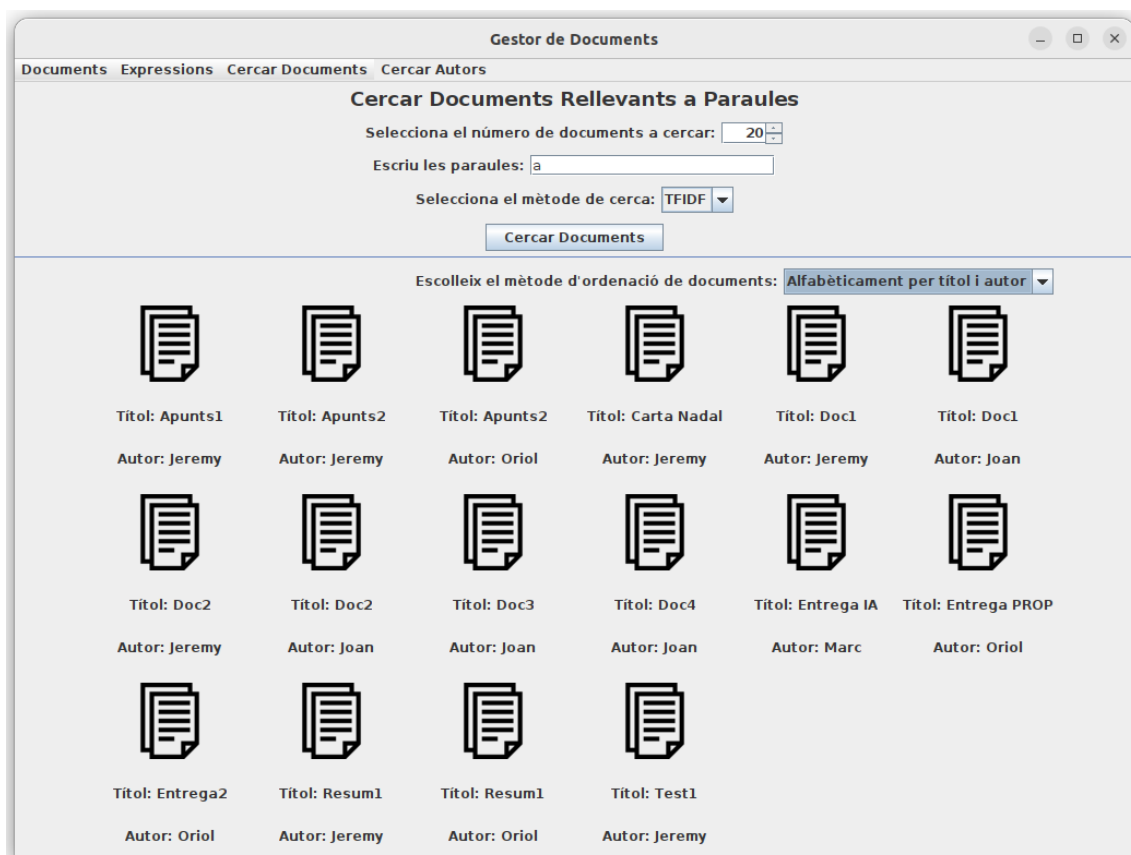 Gestor de Documents
Documents Expressions Cercar Documents Cercar Autors
Cercar Documents Rellevants a Paraules
Selecciona el número de documents a cercar: 20
Escriu les paraules: a
Selecciona el mètode de cerca: TFIDF
Cercar Documents
Escolleix el mètode d'ordenació de documents: Alfabèticament per títol i autor
Títol: Apunts1 Títol: Apunts2 Títol: Apunts2 Títol: Carta Nadal Títol: Doc1 Títol: Doc1
Autor: Jeremy Autor: Jeremy Autor: Oriol Autor: Jeremy Autor: Jeremy Autor: Joan
Títol: Doc2 Títol: Doc2 Títol: Doc3 Títol: Doc4 Títol: Entrega IA Títol: Entrega PROP
Autor: Jeremy Autor: Joan Autor: Joan Autor: Joan Autor: Marc Autor: Oriol
Títol: Entrega2 Títol: Resum1 Títol: Resum1 Títol: Test1
Autor: Oriol Autor: Jeremy Autor: Oriol Autor: Jeremy